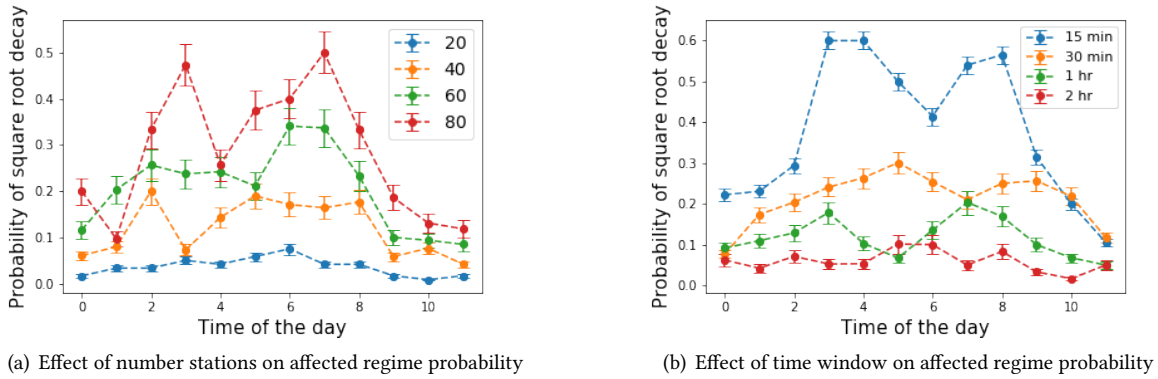 Probability of square root decay
0.5
0.4
0.3
0.2
0.1
0.0
20
40
60
80
0 2 4 6 8 10
Time of the day
(a) Effect of number stations on affected regime probability
Probability of square root decay
0.6
0.5
0.4
0.3
0.2
0.1
0.0
15 min
30 min
1 hr
2 hr
0 2 4 6 8 10
Time of the day
(b) Effect of time window on affected regime probability